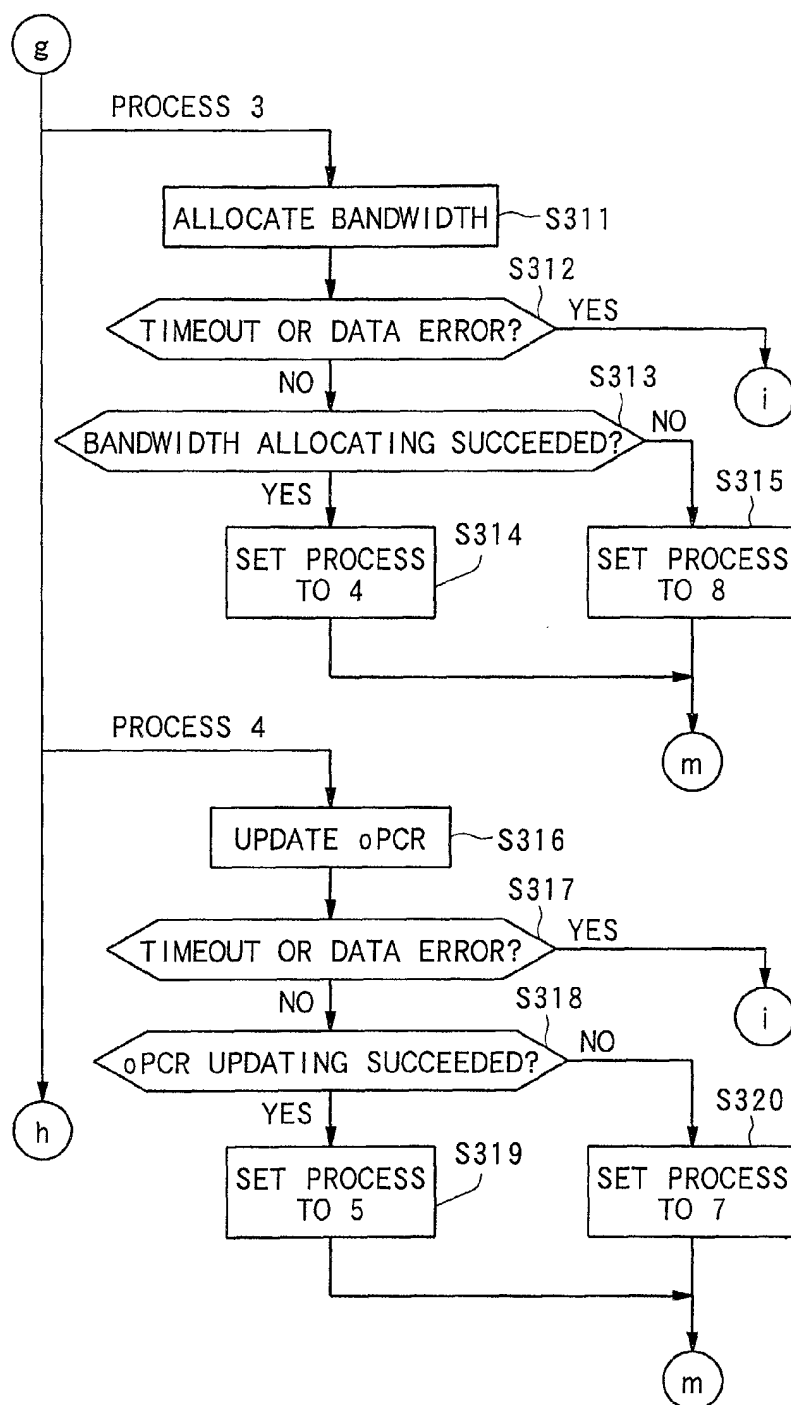 g
PROCESS 3
ALLOCATE BANDWIDTH
S311
S312
TIMEOUT OR DATA ERROR?
YES
i
NO
S313
BANDWIDTH ALLOCATING SUCCEEDED?
NO
YES
S314
S315
SET PROCESS
TO 4
SET PROCESS
TO 8
m
PROCESS 4
UPDATE oPCR
S316
S317
TIMEOUT OR DATA ERROR?
YES
i
NO
S318
oPCR UPDATING SUCCEEDED?
NO
h
YES
S319
S320
SET PROCESS
TO 5
SET PROCESS
TO 7
m